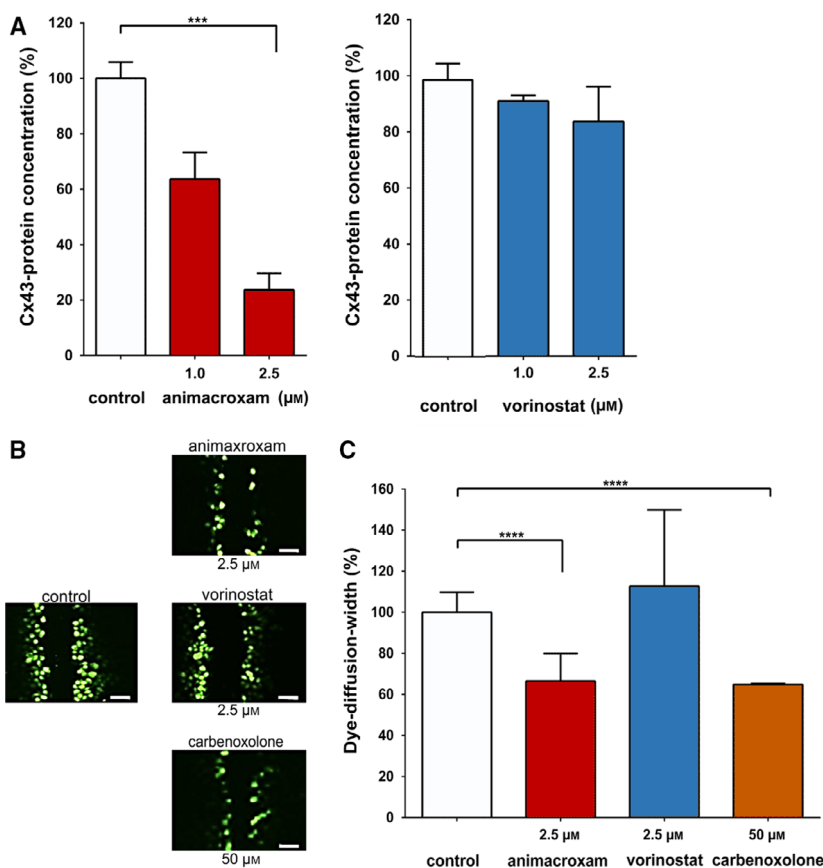 A
Cx43-protein concentration (%)
120
100
80
60
40
20
0
***
1.0 2.5
control animacroxam (µM)
Cx43-protein concentration (%)
120
100
80
60
40
20
0
1.0 2.5
control vorinostat (µM)
B
animaxroxam
2.5 µM
control
vorinostat
2.5 µM
carbenoxolone
50 µM
C
Dye-diffusion-width (%)
160
140
120
100
80
60
40
20
0
****
****
2.5 µM 2.5 µM 50 µM
control animacroxam vorinostat carbenoxolone